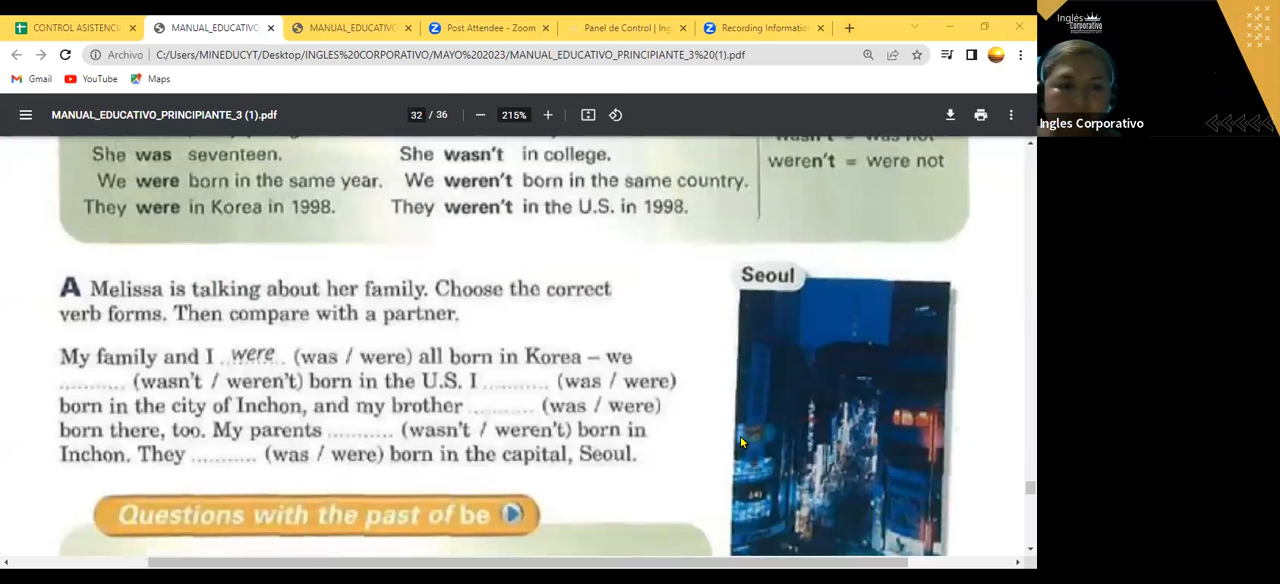 CONTROL ASISTENCI
MANUAL_EDUCATIVO
MANUAL_EDUCATIVO
Post Attendee - Zoom
Panel de Control | Ing
Recording Informatio
Archivo C:/Users/MINEDUCYT/Desktop/INGLES%20CORPORATIVO/MAYO%202023/MANUAL_EDUCATIVO_PRINCIPIANTE_3%20(1).pdf
Gmail YouTube Maps
MANUAL_EDUCATIVO_PRINCIPIANTE_3 (1).pdf 32 / 36 215%
Inglés
Corporativo
Ingles Corporativo
She was seventeen. She wasn't in college.
wasn't = was not
We were born in the same year. We weren't born in the same country.
weren't = were not
They were in Korea in 1998. They weren't in the U.S. in 1998.
A Melissa is talking about her family. Choose the correct
verb forms. Then compare with a partner.
My family and I ..were.. (was / were) all born in Korea – we
............ (wasn't / weren't) born in the U.S. I ............ (was / were)
born in the city of Inchon, and my brother ............ (was / were)
born there, too. My parents ............ (wasn't / weren't) born in
Inchon. They ............ (was / were) born in the capital, Seoul.
Seoul
Questions with the past of be